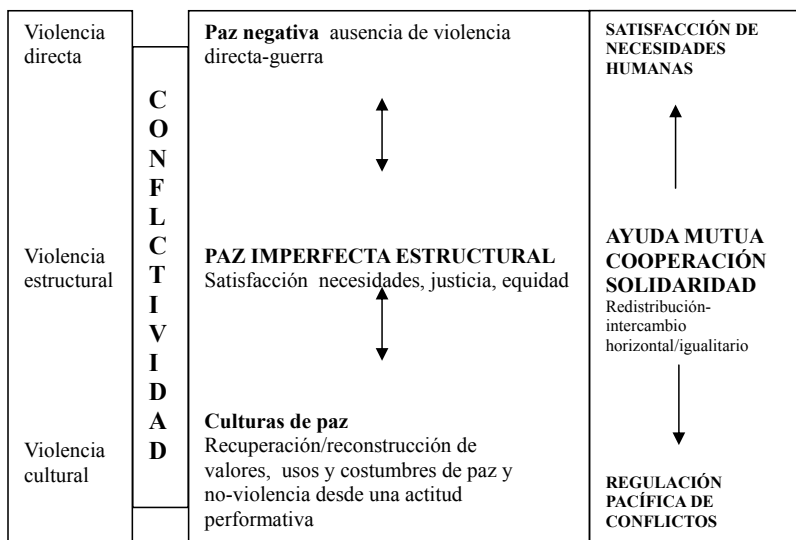 Violencia
directa
Violencia
estructural
Violencia
cultural
C
O
N
F
L
C
T
I
V
I
D
A
D
Paz negativa ausencia de violencia
directa-guerra
PAZ IMPERFECTA ESTRUCTURAL
Satisfacción necesidades, justicia, equidad
Culturas de paz
Recuperación/reconstrucción de
valores, usos y costumbres de paz y
no-violencia desde una actitud
performativa
SATISFACCIÓN DE
NECESIDADES
HUMANAS
AYUDA MUTUA
COOPERACIÓN
SOLIDARIDAD
Redistribución-
intercambio
horizontal/igualitario
REGULACIÓN
PACÍFICA DE
CONFLICTOS